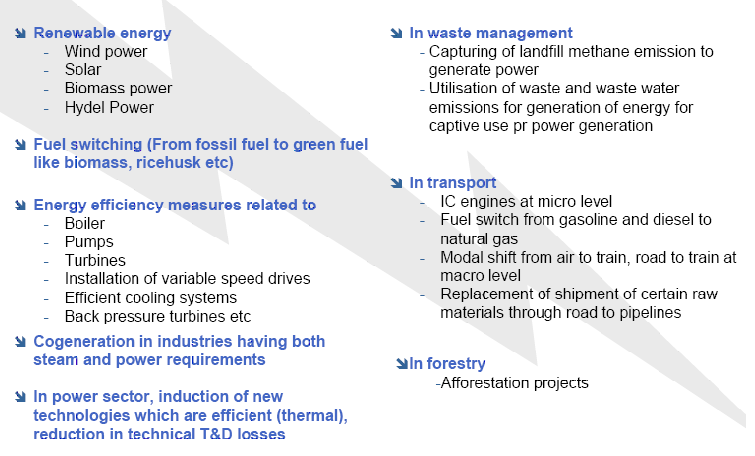 Renewable energy
- Wind power
- Solar
- Biomass power
- Hydel Power
Fuel switching (From fossil fuel to green fuel
like biomass, ricehusk etc)
Energy efficiency measures related to
- Boiler
- Pumps
- Turbines
- Installation of variable speed drives
- Efficient cooling systems
- Back pressure turbines etc
Cogeneration in industries having both
steam and power requirements
In power sector, induction of new
technologies which are efficient (thermal),
reduction in technical T&D losses
In waste management
- Capturing of landfill methane emission to
generate power
- Utilisation of waste and waste water
emissions for generation of energy for
captive use pr power generation
In transport
- IC engines at micro level
- Fuel switch from gasoline and diesel to
natural gas
- Modal shift from air to train, road to train at
macro level
- Replacement of shipment of certain raw
materials through road to pipelines
In forestry
-Afforestation projects